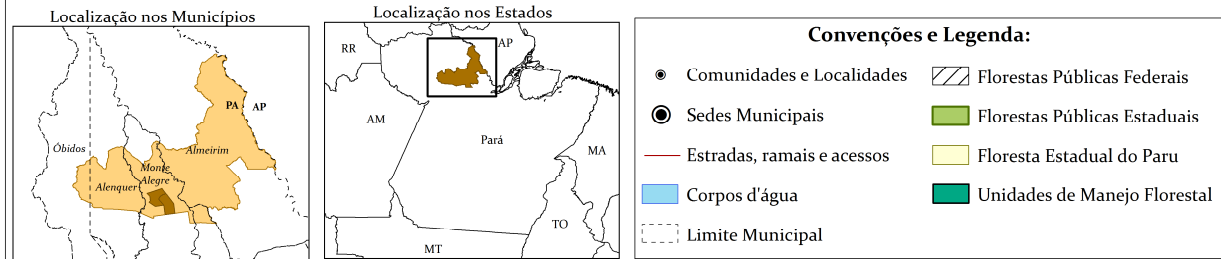 Localização nos Municípios
PA
AP
Óbidos
Almeirim
Monte
Alegre
Alenquer
Localização nos Estados
RR
AP
AM
Pará
MA
TO
MT
Convenções e Legenda:
Comunidades e Localidades
Sedes Municipais
Estradas, ramais e acessos
Corpos d'água
Limite Municipal
Florestas Públicas Federais
Florestas Públicas Estaduais
Floresta Estadual do Paru
Unidades de Manejo Florestal